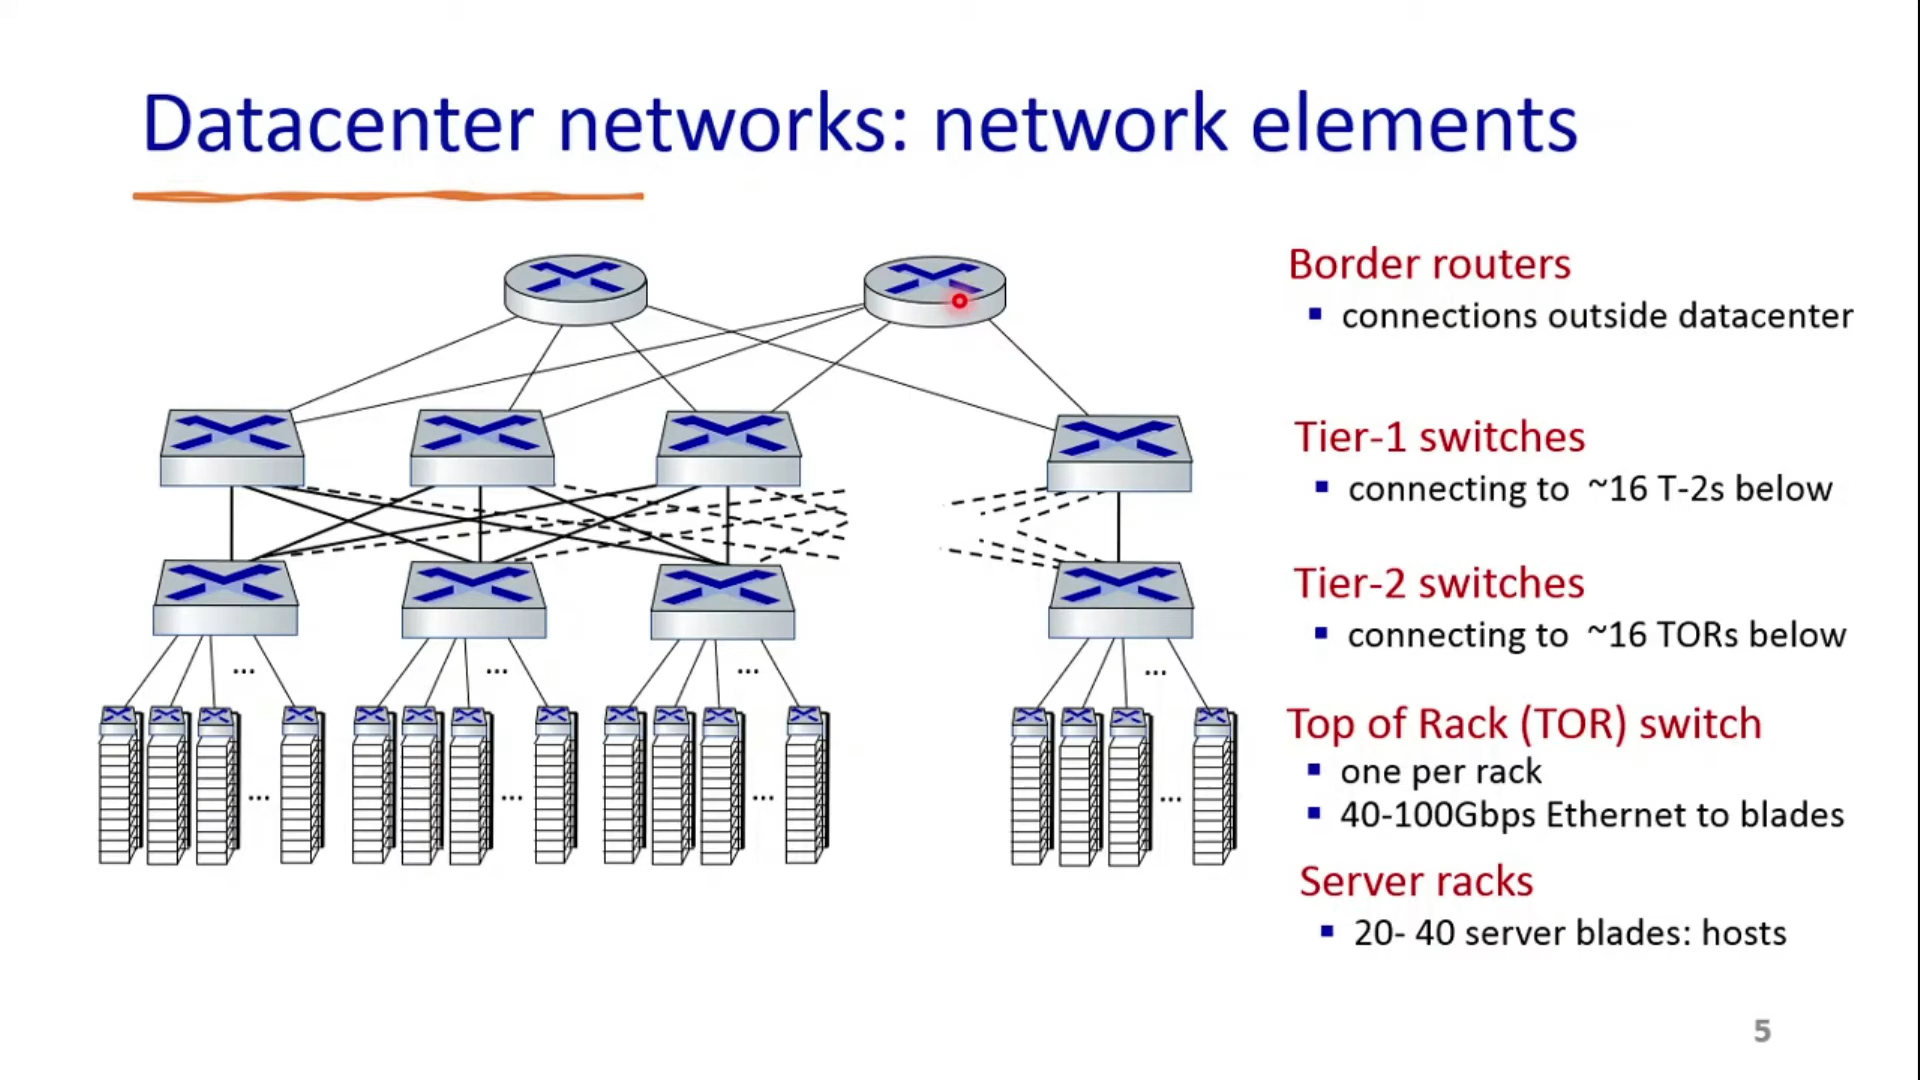 Datacenter networks: network elements
Border routers
▪ connections outside datacenter
Tier-1 switches
▪ connecting to ~16 T-2s below
Tier-2 switches
▪ connecting to ~16 TORs below
... ... ... ...
Top of Rack (TOR) switch
▪ one per rack
▪ 40-100Gbps Ethernet to blades
... ... ... ...
Server racks
▪ 20- 40 server blades: hosts
5